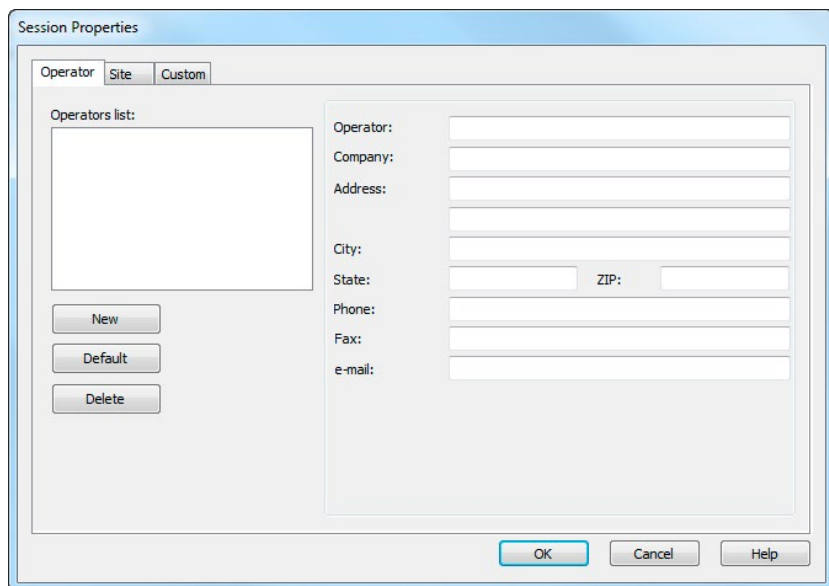 Session Properties
Operator Site Custom
Operators list:
New
Default
Delete
Operator:
Company:
Address:
City:
State: ZIP:
Phone:
Fax:
e-mail:
OK Cancel Help